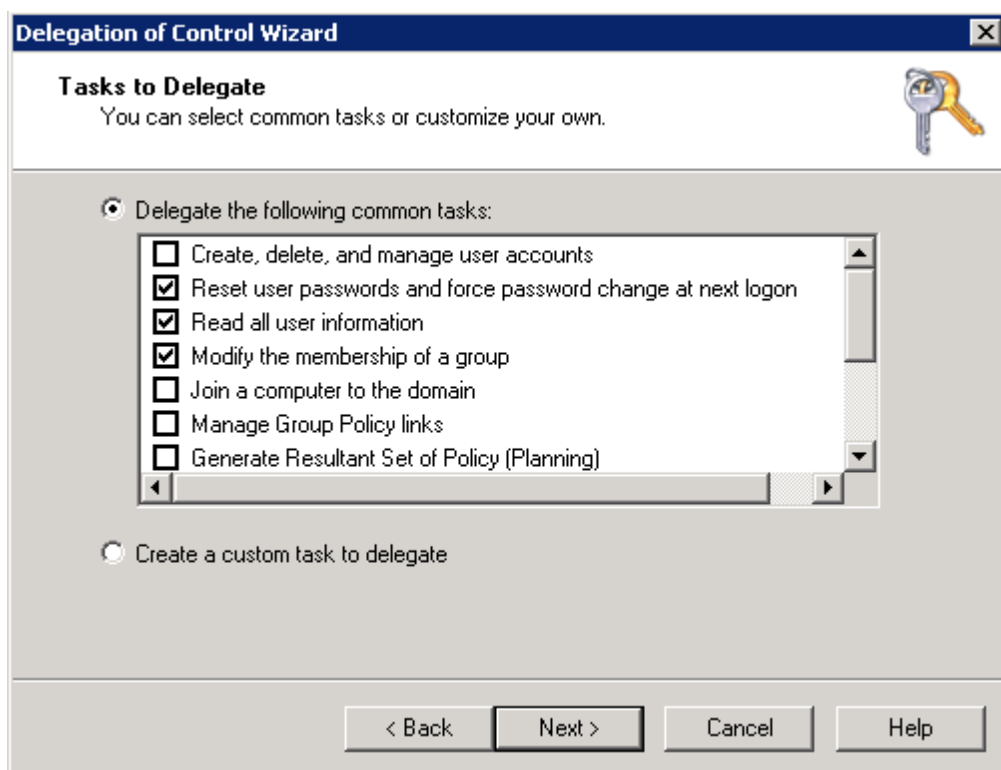 Delegation of Control Wizard
Tasks to Delegate
You can select common tasks or customize your own.
Delegate the following common tasks:
Create, delete, and manage user accounts
Reset user passwords and force password change at next logon
Read all user information
Modify the membership of a group
Join a computer to the domain
Manage Group Policy links
Generate Resultant Set of Policy (Planning)
Create a custom task to delegate
< Back Next > Cancel Help